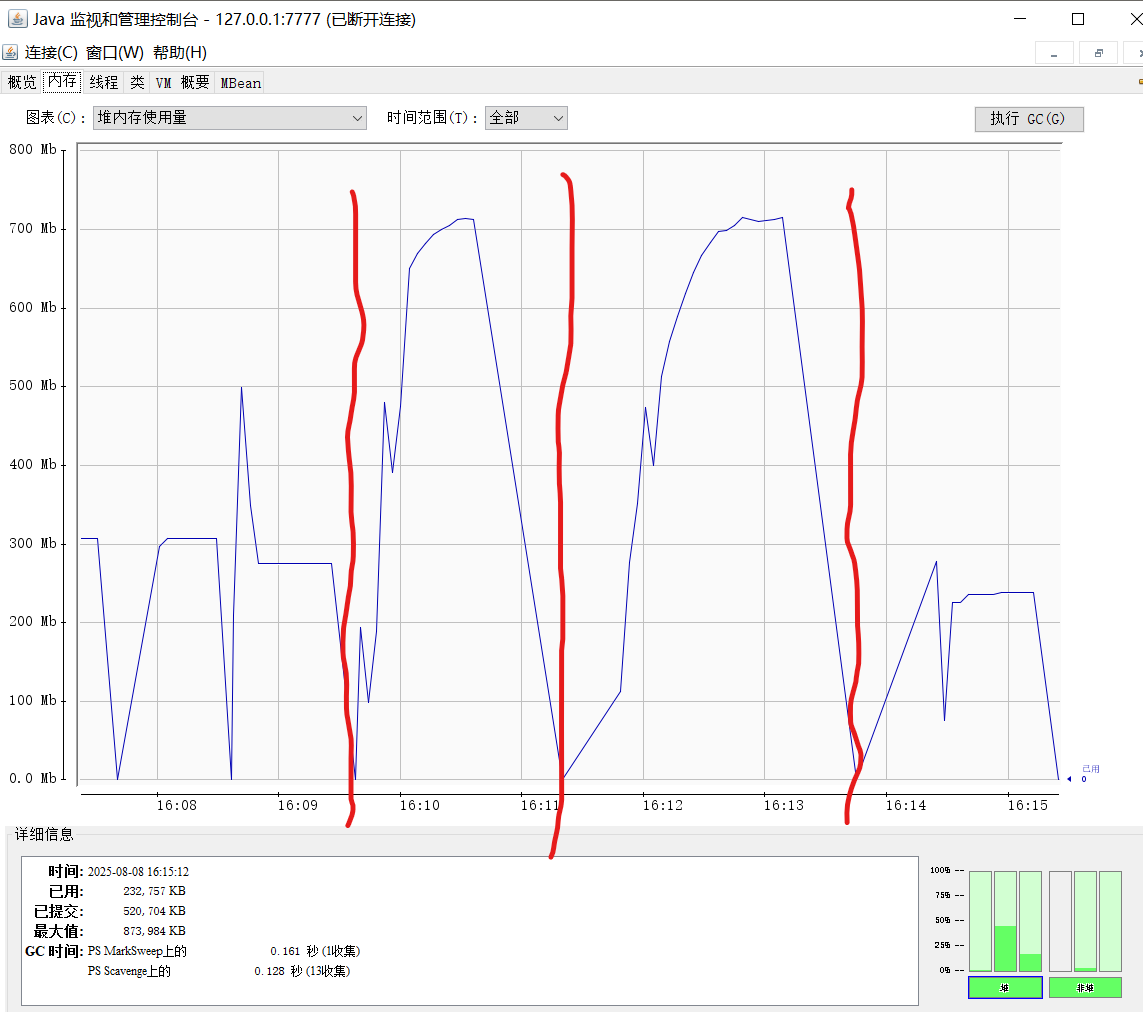 Java 监视和管理控制台 - 127.0.0.1:7777 (已断开连接)
连接(C) 窗口(W) 帮助(H)
概览 内存 线程 类 VM 概要 MBean
图表(C): 堆内存使用量 时间范围(T): 全部 执行 GC(G)
800 Mb
700 Mb
600 Mb
500 Mb
400 Mb
300 Mb
200 Mb
100 Mb
0.0 Mb
已用
0
16:08 16:09 16:10 16:11 16:12 16:13 16:14 16:15
详细信息
时间: 2025-08-08 16:15:12
已用: 232,757 KB
已提交: 520,704 KB
最大值: 873,984 KB
GC 时间: PS MarkSweep上的 0.161 秒 (1收集)
PS Scavenge上的 0.128 秒 (13收集)
100% --
75% --
50% --
25% --
0% --
堆 非堆